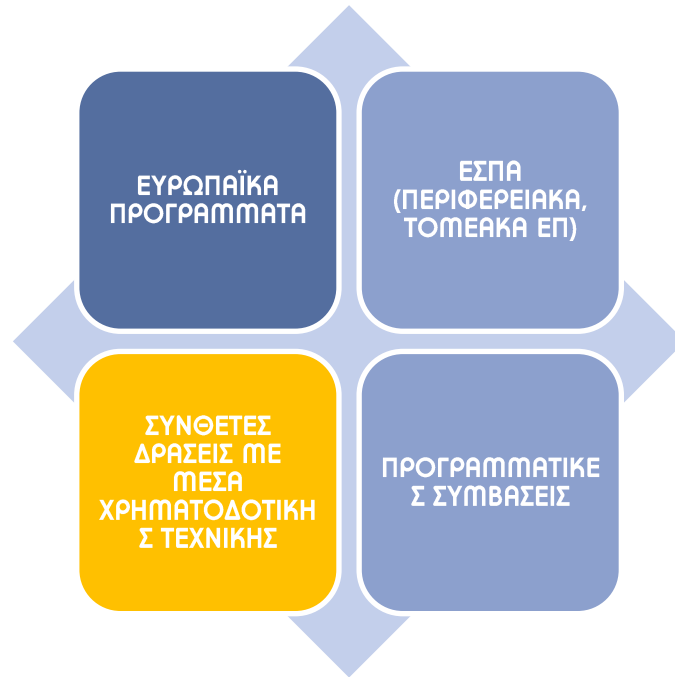 ΕΥΡΩΠΑΪΚΑ
ΠΡΟΓΡΑΜΜΑΤΑ
ΕΣΠΑ
(ΠΕΡΙΦΕΡΕΙΑΚΑ,
ΤΟΜΕΑΚΑ ΕΠ)
ΣΥΝΘΕΤΕΣ
ΔΡΑΣΕΙΣ ΜΕ
ΜΕΣΑ
ΧΡΗΜΑΤΟΔΟΤΙΚΗ
Σ ΤΕΧΝΙΚΗΣ
ΠΡΟΓΡΑΜΜΑΤΙΚΕ
Σ ΣΥΜΒΑΣΕΙΣ